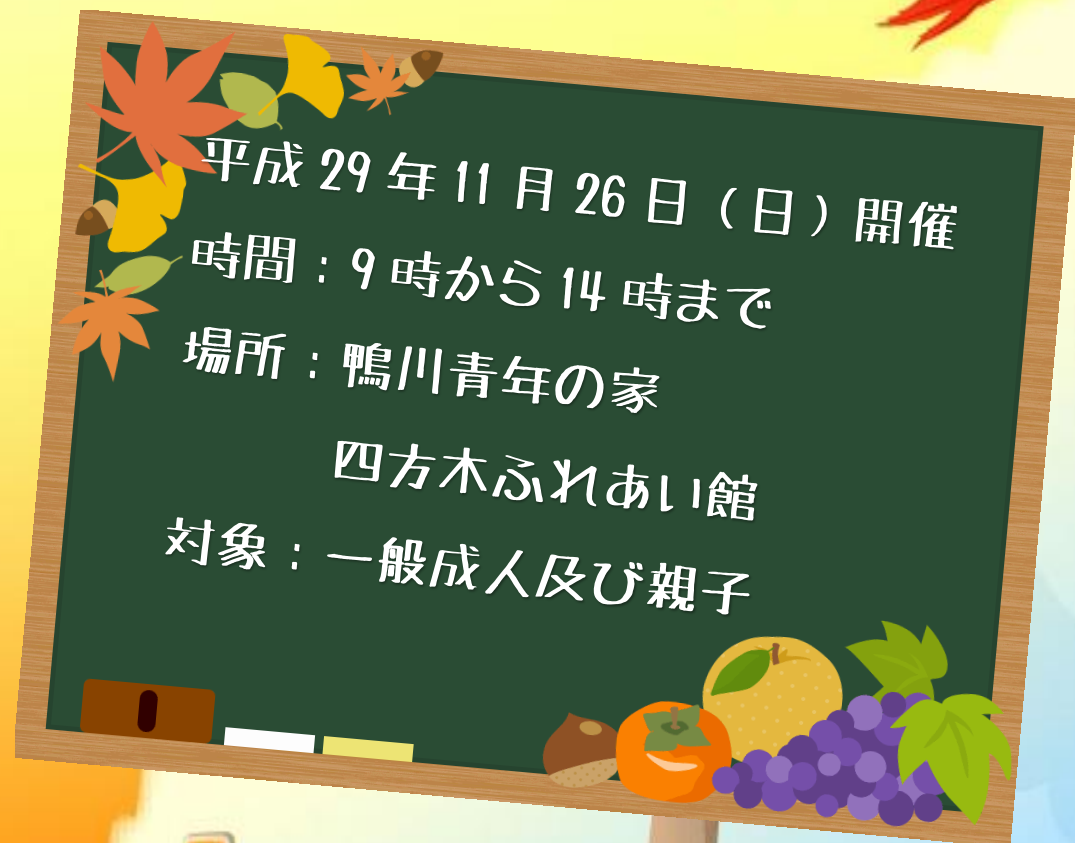 平成29年11月26日（日）開催
時間：9時から14時まで
場所：鴨川青年の家
四方木ふれあい館
対象：一般成人及び親子